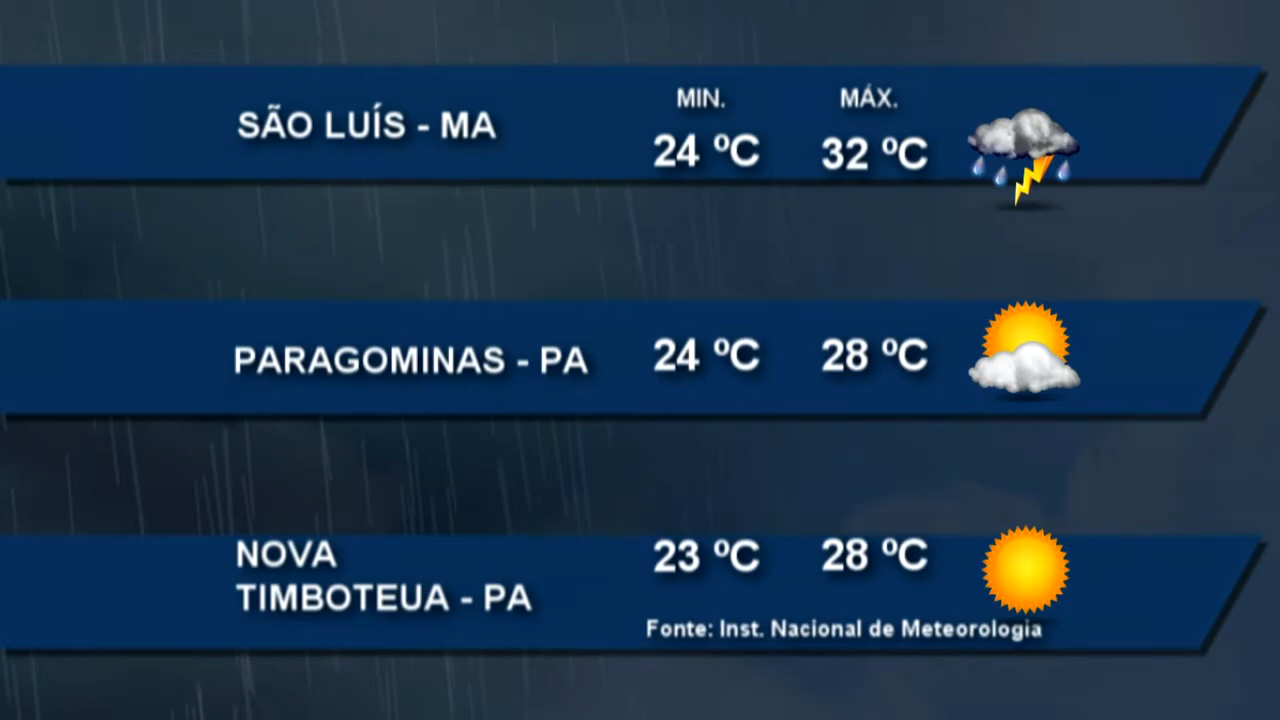 MIN. MÁX.
SÃO LUÍS - MA 24 ºC 32 ºC
PARAGOMINAS - PA 24 ºC 28 ºC
NOVA
TIMBOTEUA - PA 23 ºC 28 ºC
Fonte: Inst. Nacional de Meteorologia